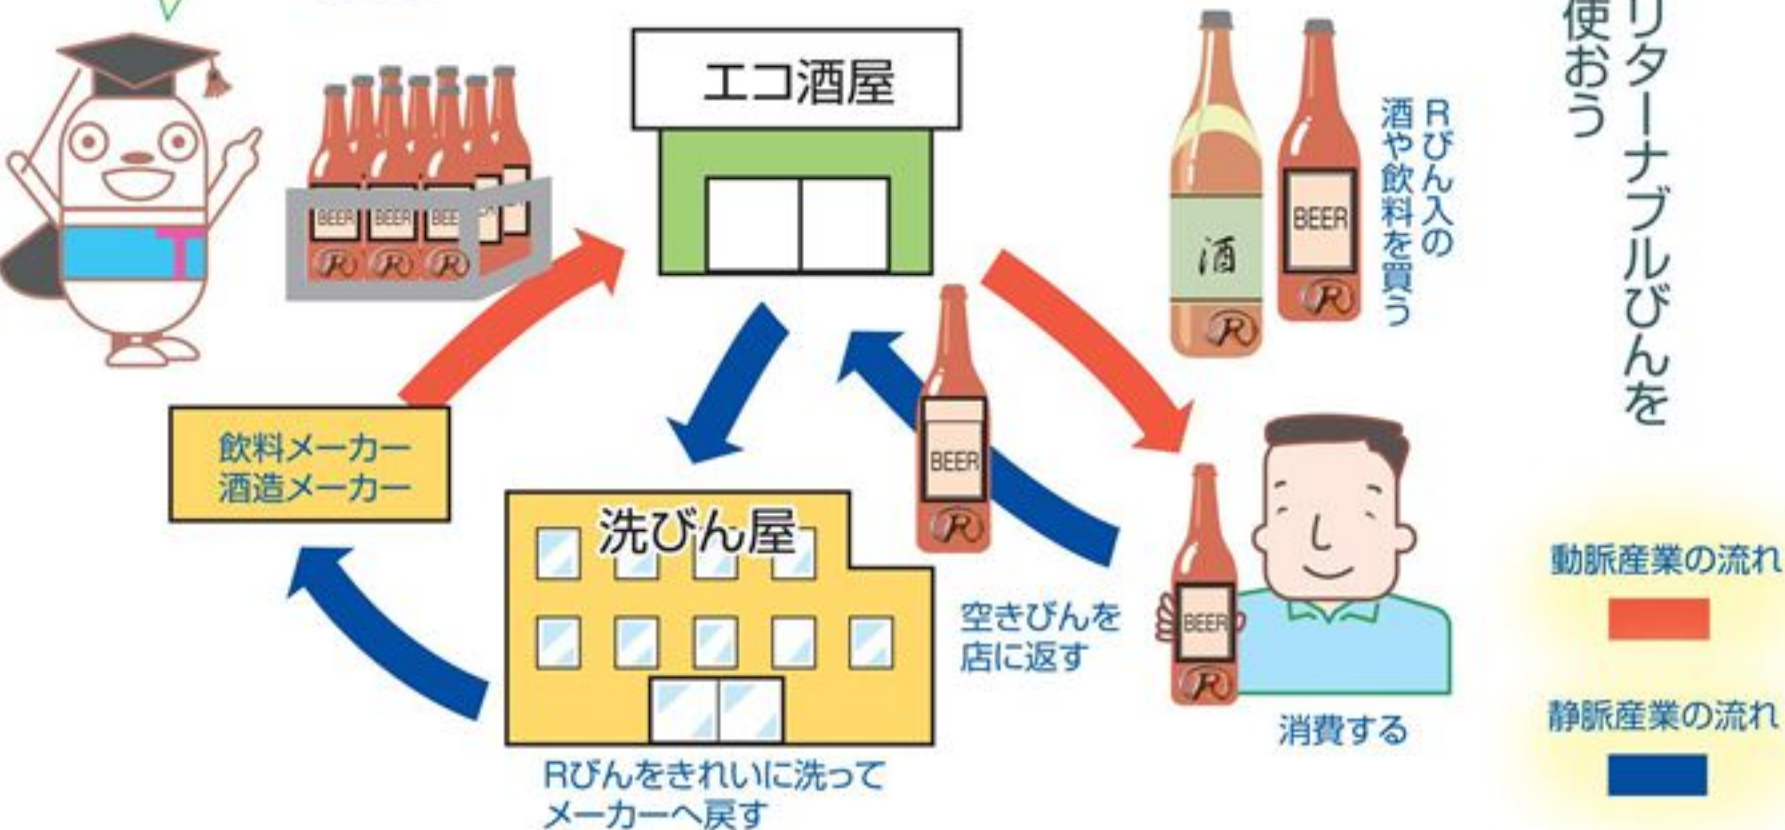 リターナブルびんを
使おう
エコ酒屋
Rびん入の
酒や飲料を買う
酒
R
BEER
R
BEER
BEER
BEE
R
R
R
飲料メーカー
酒造メーカー
BEER
R
洗びん屋
空きびんを
店に返す
BEER
R
消費する
Rびんをきれいに洗って
メーカーへ戻す
動脈産業の流れ
静脈産業の流れ